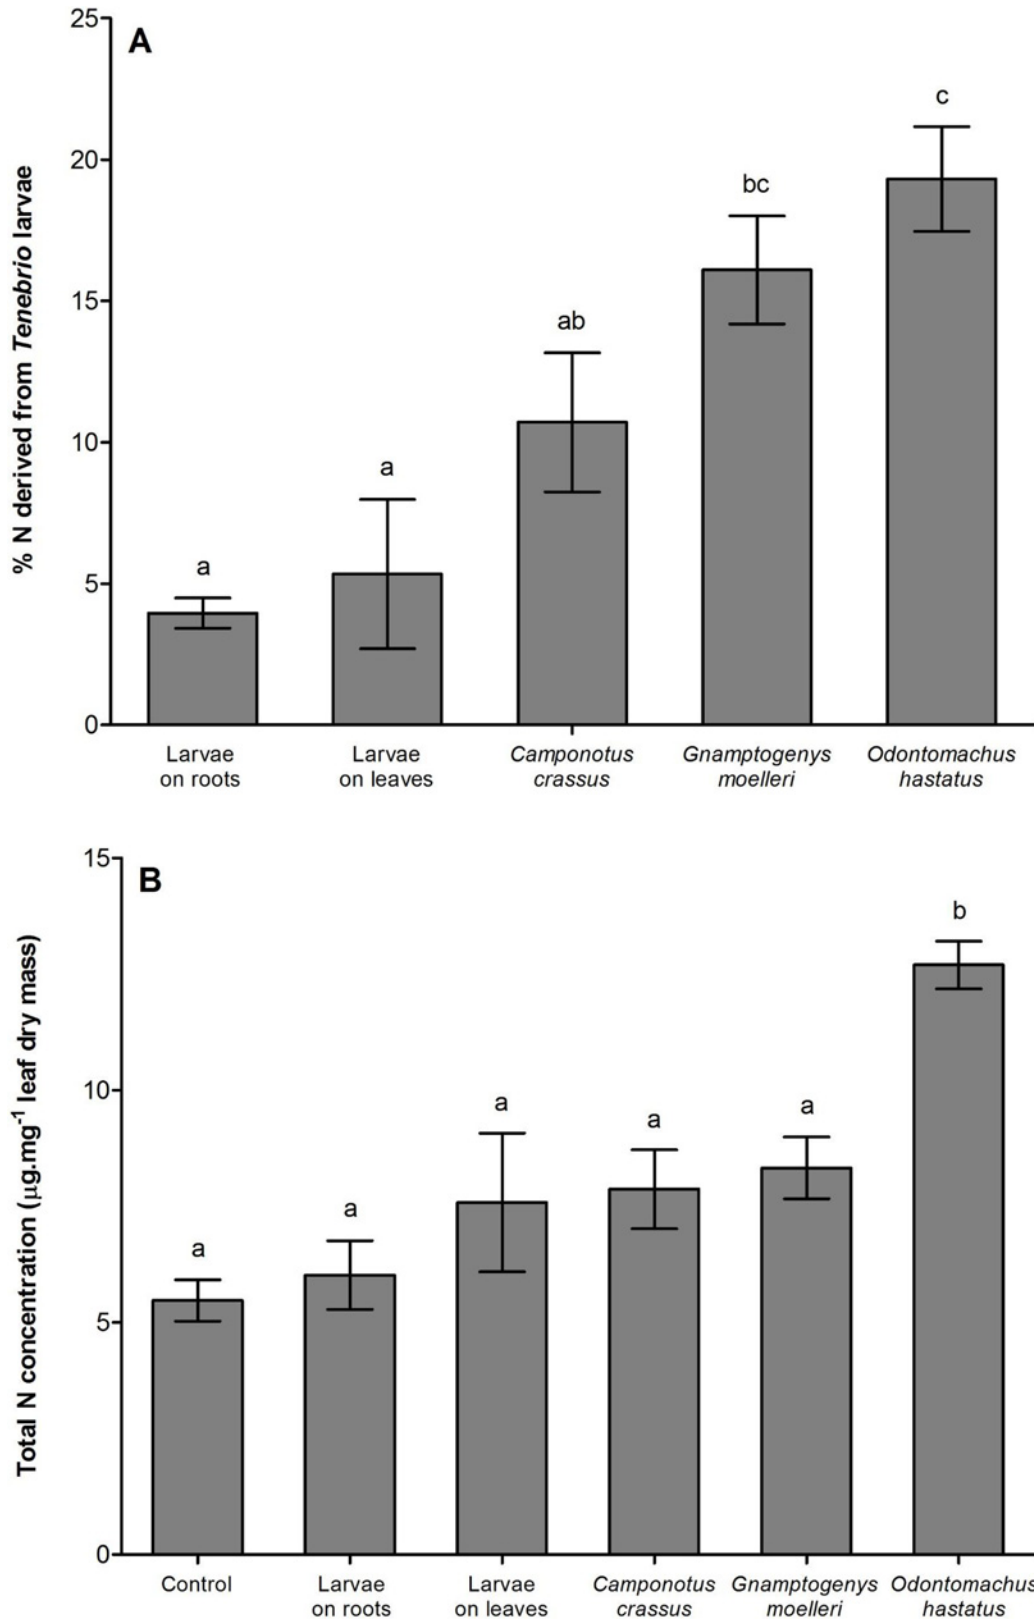 A
% N derived from Tenebrio larvae
25
20
15
10
5
0
a
a
ab
bc
c
Larvae
on roots
Larvae
on leaves
Camponotus
crassus
Gnamptogenys
moelleri
Odontomachus
hastatus
B
Total N concentration (μg.mg⁻¹ leaf dry mass)
15
10
5
0
a
a
a
a
a
b
Control
Larvae
on roots
Larvae
on leaves
Camponotus
crassus
Gnamptogenys
moelleri
Odontomachus
hastatus